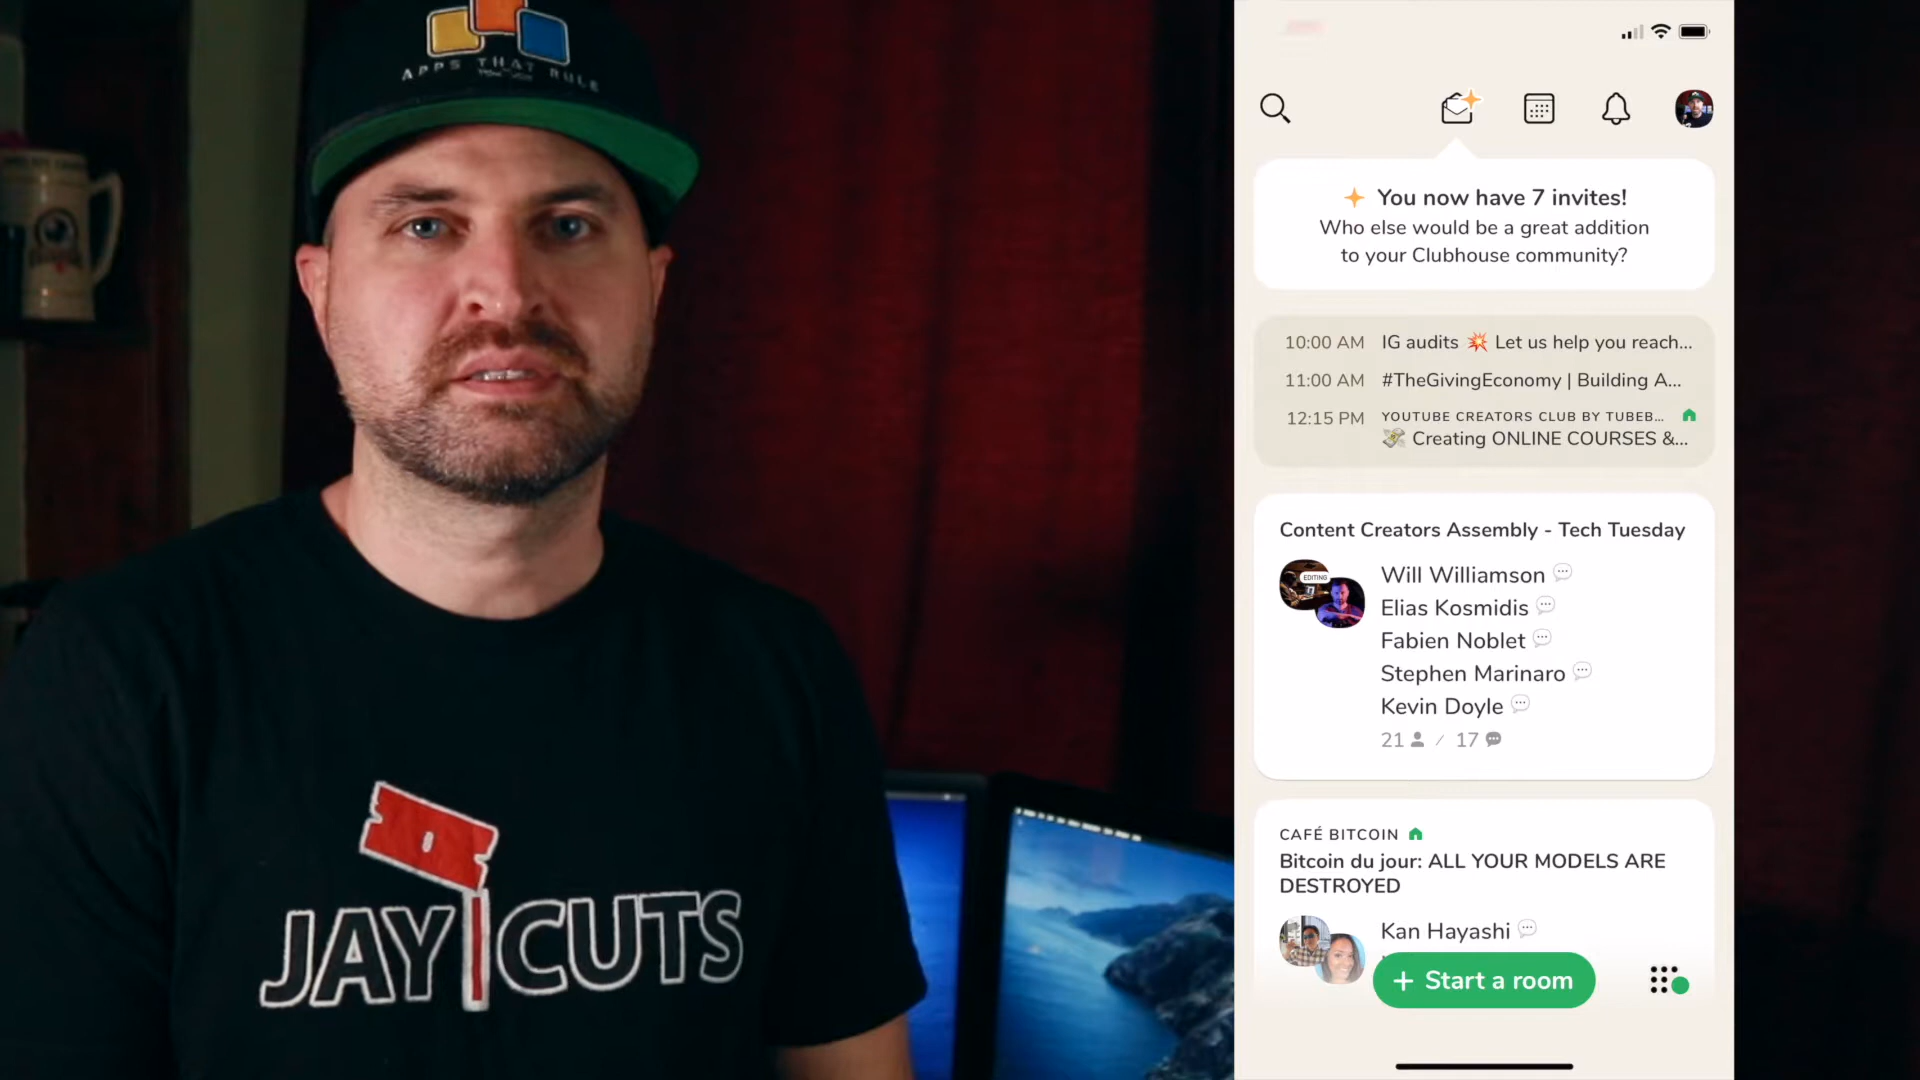 APPS THAT RULE
JAY CUTS
You now have 7 invites!
Who else would be a great addition
to your Clubhouse community?
10:00 AM IG audits 💥 Let us help you reach...
11:00 AM #TheGivingEconomy | Building A...
12:15 PM YOUTUBE CREATORS CLUB BY TUBEB...
💸 Creating ONLINE COURSES &...
Content Creators Assembly - Tech Tuesday
EDITING
Will Williamson
Elias Kosmidis
Fabien Noblet
Stephen Marinaro
Kevin Doyle
21 / 17
CAFÉ BITCOIN
Bitcoin du jour: ALL YOUR MODELS ARE
DESTROYED
Kan Hayashi
+ Start a room